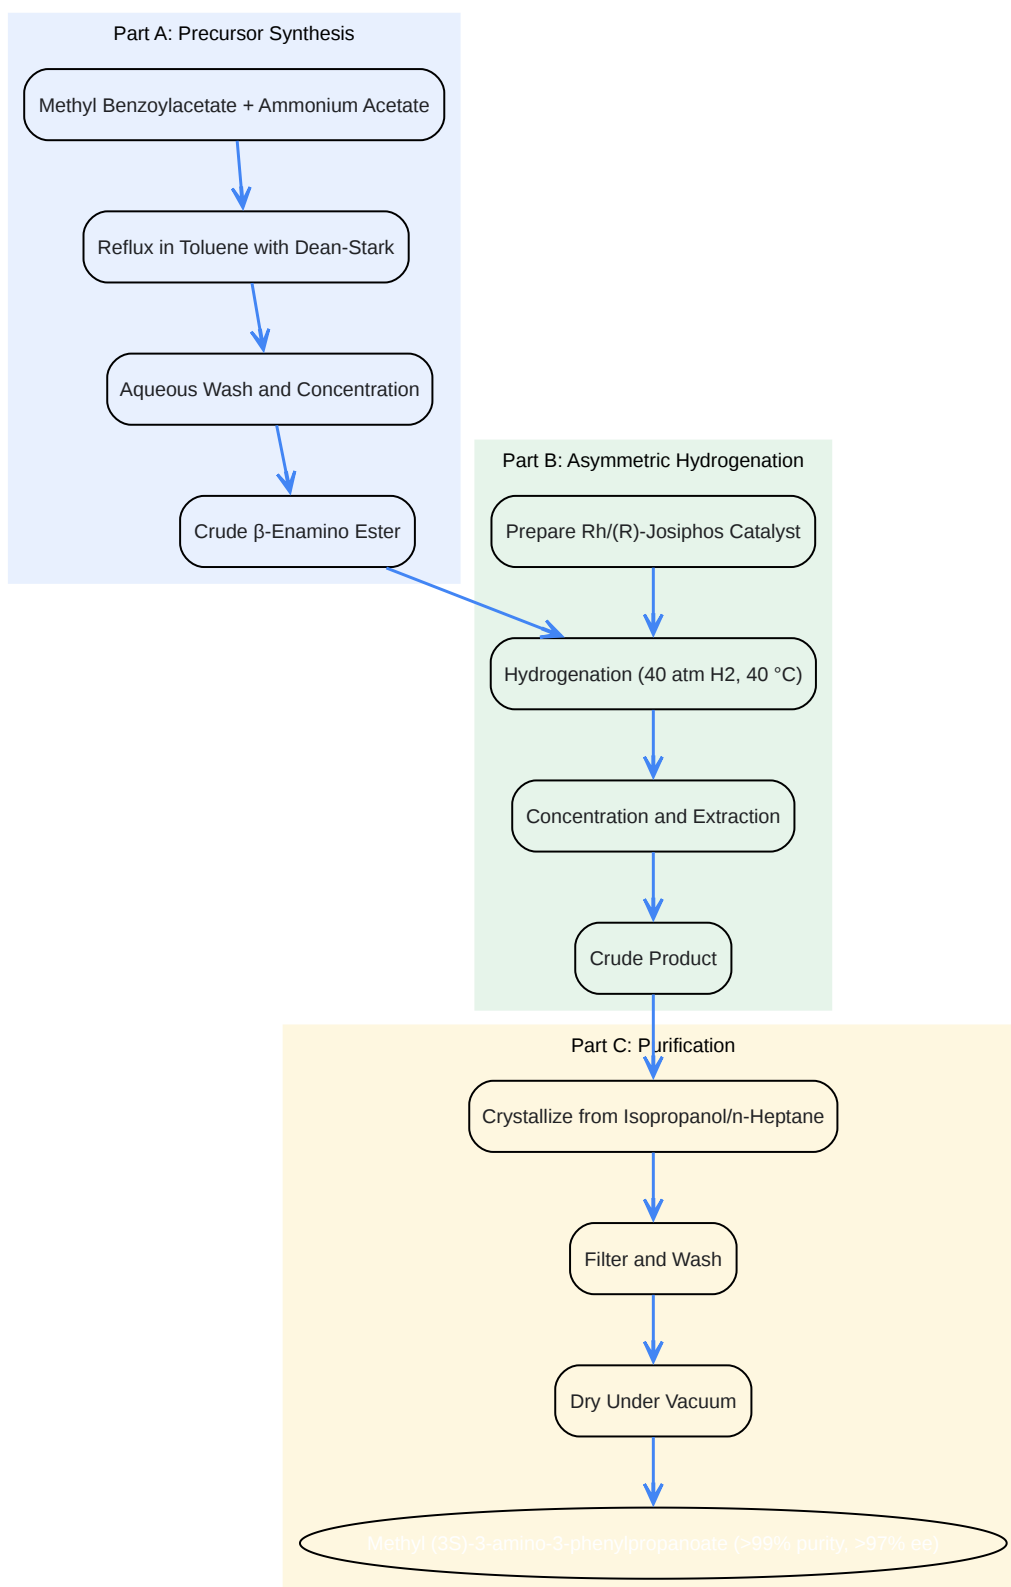 Part A: Precursor Synthesis
Methyl Benzoylacetate + Ammonium Acetate
Reflux in Toluene with Dean-Stark
Aqueous Wash and Concentration
Crude β-Enamino Ester
Part B: Asymmetric Hydrogenation
Prepare Rh/(R)-Josiphos Catalyst
Hydrogenation (40 atm H2, 40 °C)
Concentration and Extraction
Crude Product
Part C: Purification
Crystallize from Isopropanol/n-Heptane
Filter and Wash
Dry Under Vacuum
Methyl (3S)-3-amino-3-phenylpropanoate (>99% purity, >97% ee)